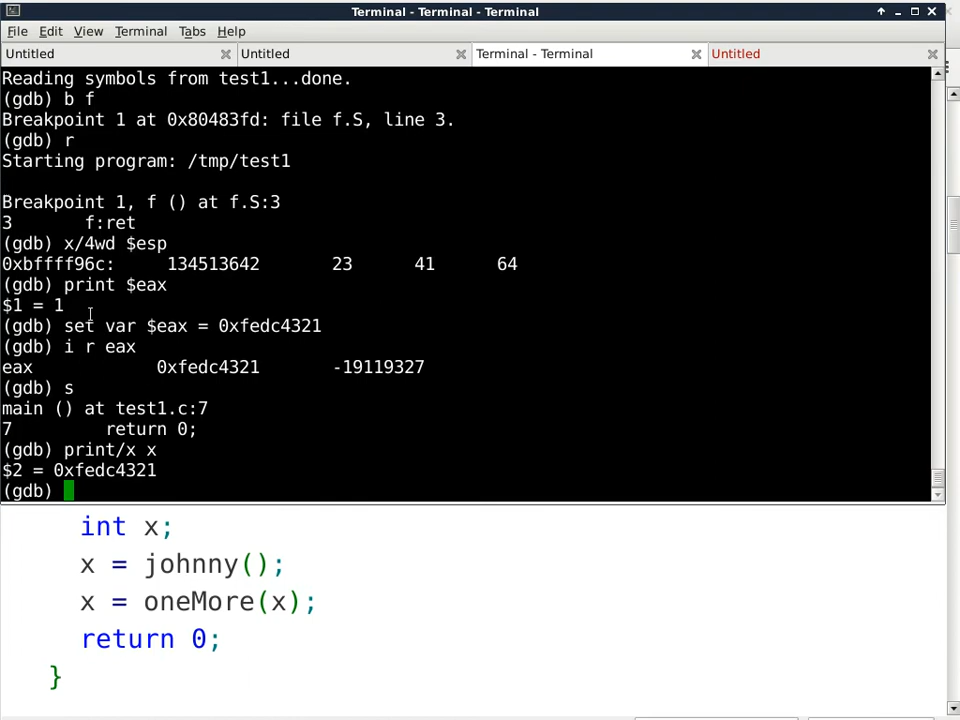 Terminal - Terminal - Terminal
File Edit View Terminal Tabs Help
Untitled Untitled Terminal - Terminal Untitled
Reading symbols from test1...done.
(gdb) b f
Breakpoint 1 at 0x80483fd: file f.S, line 3.
(gdb) r
Starting program: /tmp/test1
Breakpoint 1, f () at f.S:3
3 f:ret
(gdb) x/4wd $esp
0xbffff96c: 134513642 23 41 64
(gdb) print $eax
$1 = 1
(gdb) set var $eax = 0xfedc4321
(gdb) i r eax
eax 0xfedc4321 -19119327
(gdb) s
main () at test1.c:7
7 return 0;
(gdb) print/x x
$2 = 0xfedc4321
(gdb)
int x;
x = johnny();
x = oneMore(x);
return 0;
}